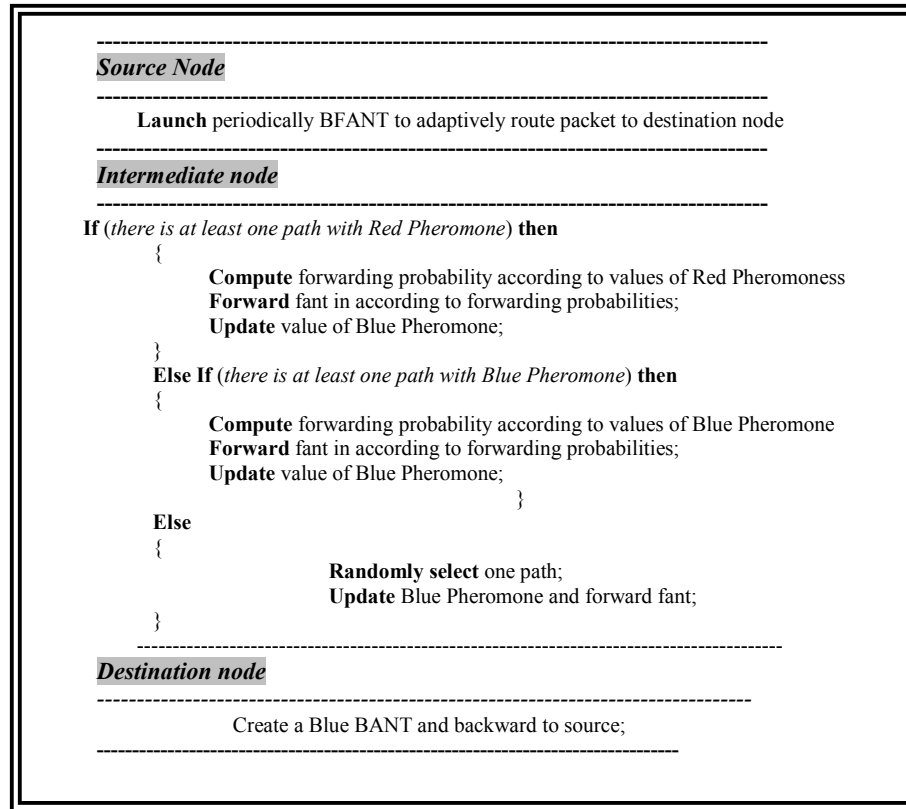 Source Node
Launch periodically BFANT to adaptively route packet to destination node
Intermediate node
If (there is at least one path with Red Pheromone) then
{
Compute forwarding probability according to values of Red Pheromoness
Forward fant in according to forwarding probabilities;
Update value of Blue Pheromone;
}
Else If (there is at least one path with Blue Pheromone) then
{
Compute forwarding probability according to values of Blue Pheromone
Forward fant in according to forwarding probabilities;
Update value of Blue Pheromone;
}
Else
{
Randomly select one path;
Update Blue Pheromone and forward fant;
}
Destination node
Create a Blue BANT and backward to source;